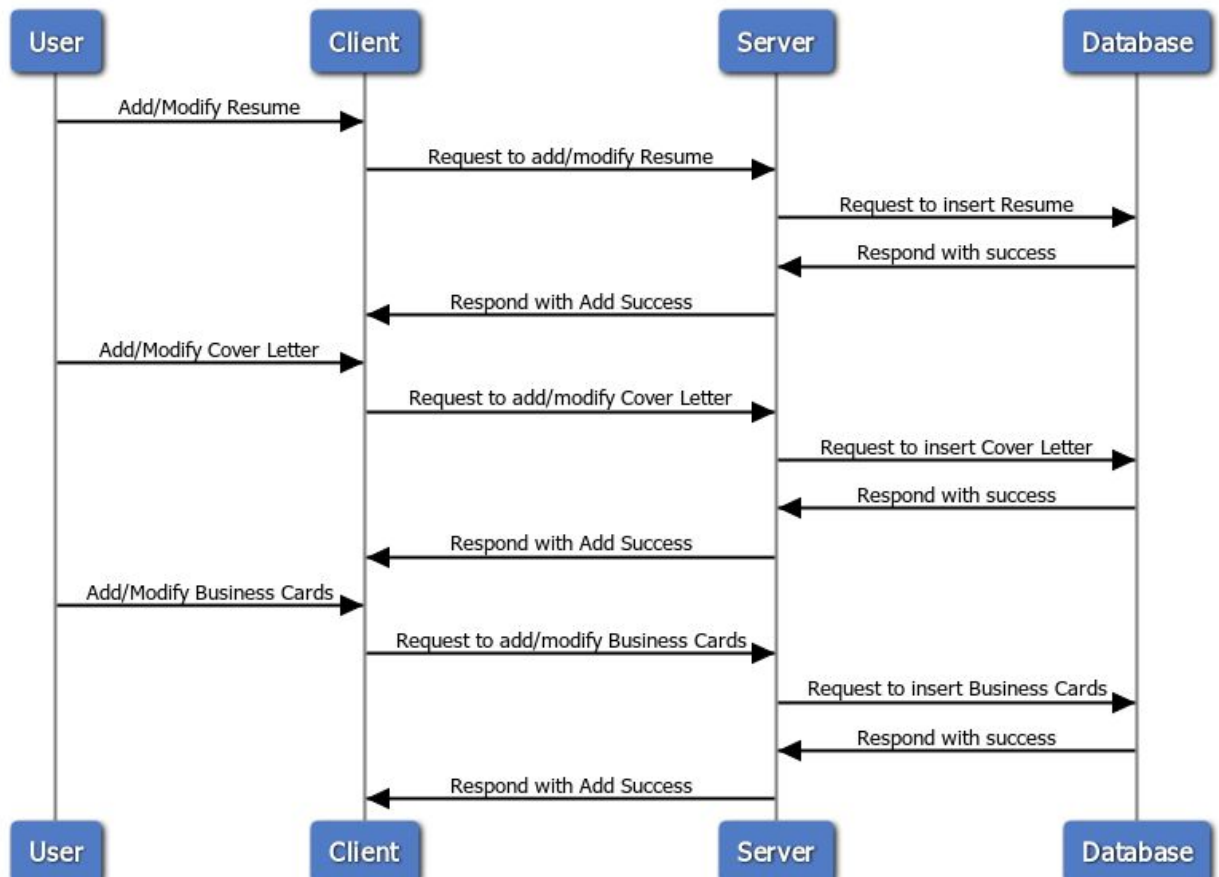 User
Client
Server
Database
Add/Modify Resume
Request to add/modify Resume
Request to insert Resume
Respond with success
Respond with Add Success
Add/Modify Cover Letter
Request to add/modify Cover Letter
Request to insert Cover Letter
Respond with success
Respond with Add Success
Add/Modify Business Cards
Request to add/modify Business Cards
Request to insert Business Cards
Respond with success
Respond with Add Success
User
Client
Server
Database